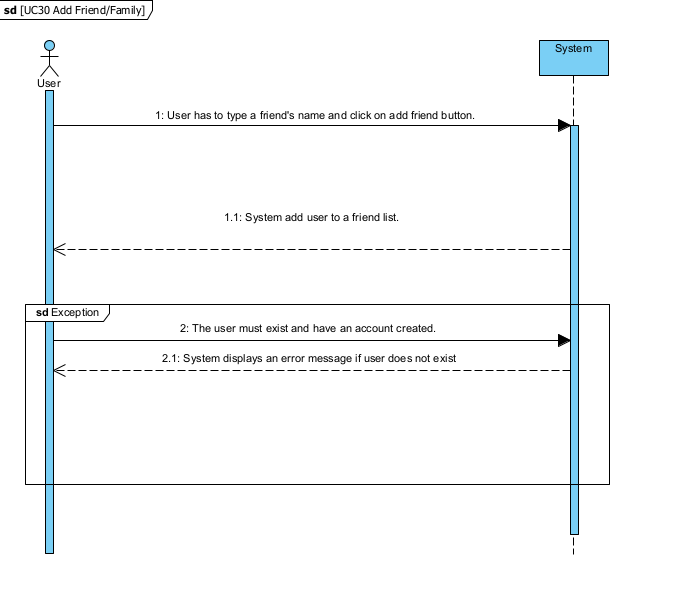 sd [UC30 Add Friend/Family]
User
System
1: User has to type a friend's name and click on add friend button.
1.1: System add user to a friend list.
sd Exception
2: The user must exist and have an account created.
2.1: System displays an error message if user does not exist